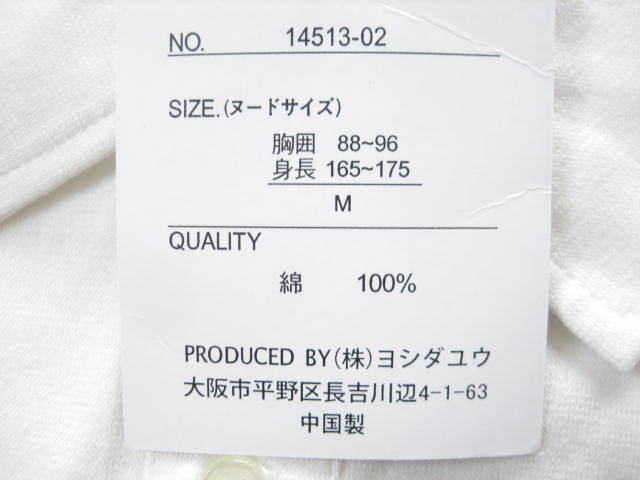 NO. 14513-02
SIZE.(ヌードサイズ)
胸囲 88~96
身長 165~175
M
QUALITY
綿 100%
PRODUCED BY(株)ヨシダユウ
大阪市平野区長吉川辺4-1-63
中国製